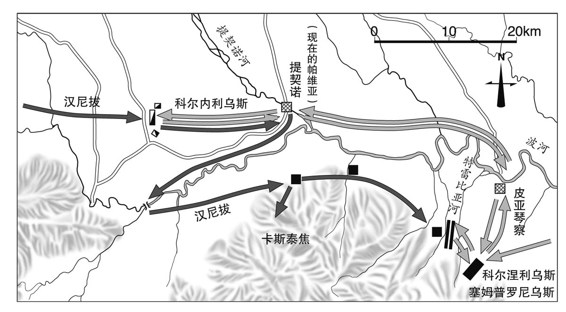 0 10 20km
N
提契诺河
提契诺
（现在的帕维亚）
汉尼拔
科尔内利乌斯
波河
特雷比亚河
皮亚琴察
汉尼拔
卡斯泰焦
科尔涅利乌斯
塞姆普罗尼乌斯